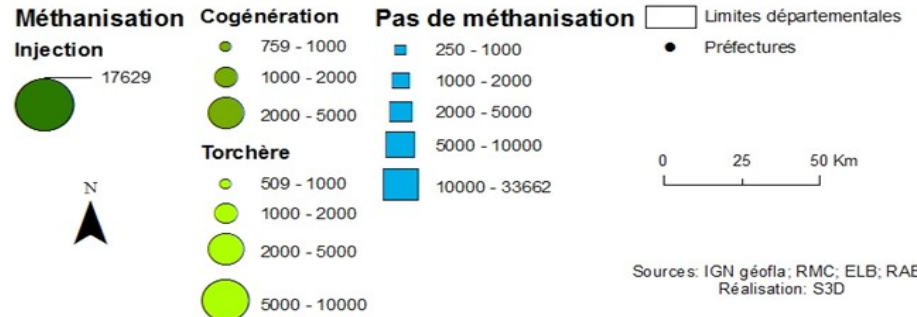 Méthanisation
Injection
17629
N
Cogénération
759 - 1000
1000 - 2000
2000 - 5000
Torchère
509 - 1000
1000 - 2000
2000 - 5000
5000 - 10000
Pas de méthanisation
250 - 1000
1000 - 2000
2000 - 5000
5000 - 10000
10000 - 33662
Limites départementales
Préfectures
0 25 50 Km
Sources: IGN géofla; RMC; ELB; RAE
Réalisation: S3D